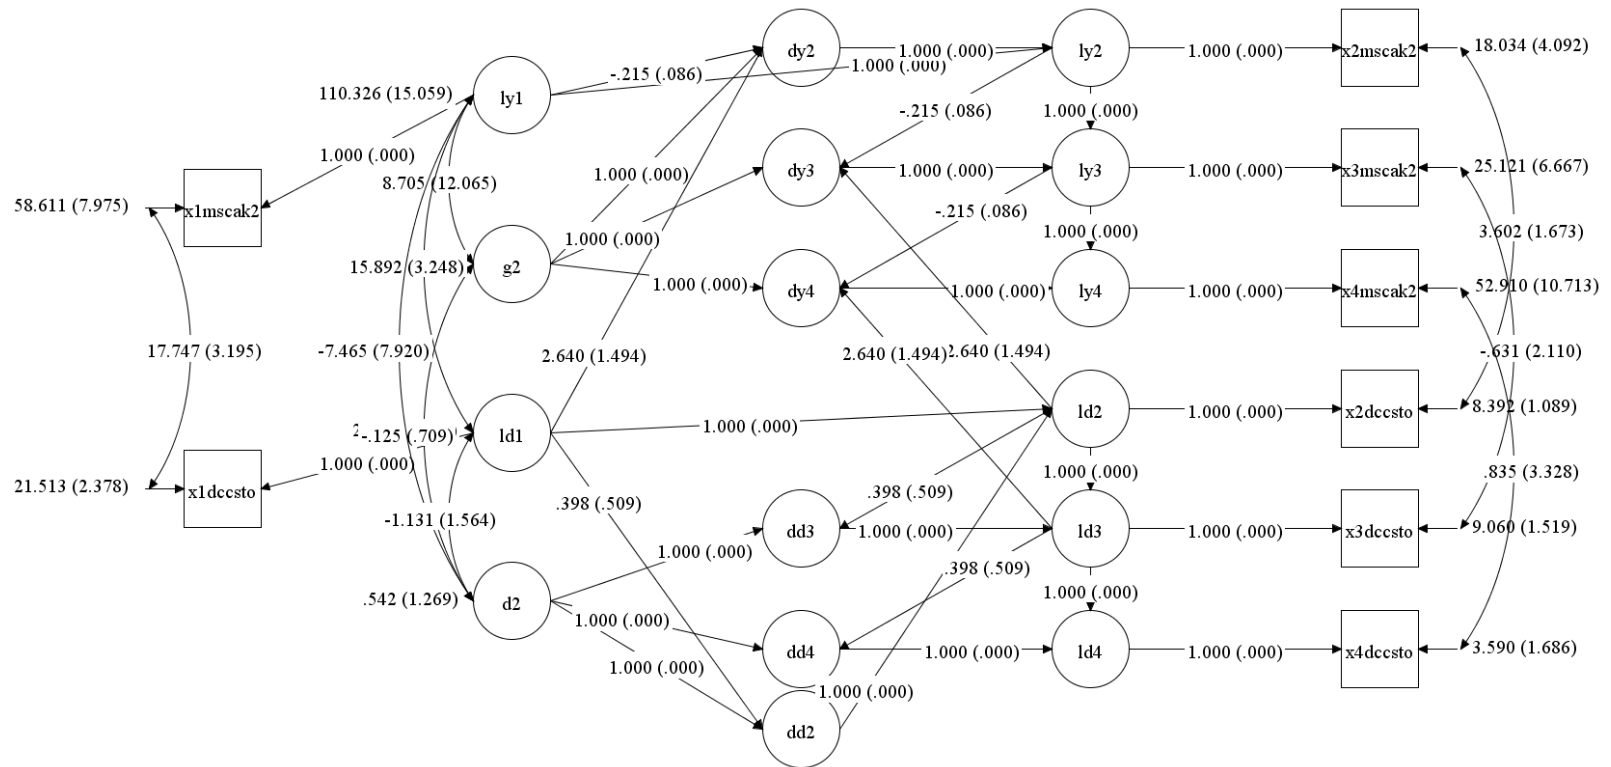 dy2
1.000 (.000)
ly2
1.000 (.000)
x2mscak2
18.034 (4.092)
-.215 (.086)
1.000 (.000)
110.326 (15.059)
ly1
-.215 (.086)
1.000 (.000)
1.000 (.000)
8.705 (12.065)
1.000 (.000)
dy3
1.000 (.000)
ly3
1.000 (.000)
x3mscak2
25.121 (6.667)
58.611 (7.975)
x1mscak2
-.215 (.086)
1.000 (.000)
1.000 (.000)
3.602 (1.673)
15.892 (3.248)
g2
1.000 (.000)
dy4
1.000 (.000)
ly4
1.000 (.000)
x4mscak2
52.910 (10.713)
17.747 (3.195)
-7.465 (7.920)
2.640 (1.494)
2.640 (1.494)
2.640 (1.494)
-.631 (2.110)
-.125 (.709)
ld1
1.000 (.000)
ld2
1.000 (.000)
x2dccsto
8.392 (1.089)
1.000 (.000)
1.000 (.000)
.835 (3.328)
21.513 (2.378)
x1dccsto
.398 (.509)
.398 (.509)
-1.131 (1.564)
dd3
1.000 (.000)
ld3
1.000 (.000)
x3dccsto
9.060 (1.519)
1.000 (.000)
.398 (.509)
.542 (1.269)
d2
1.000 (.000)
1.000 (.000)
dd4
1.000 (.000)
ld4
1.000 (.000)
x4dccsto
3.590 (1.686)
1.000 (.000)
1.000 (.000)
dd2